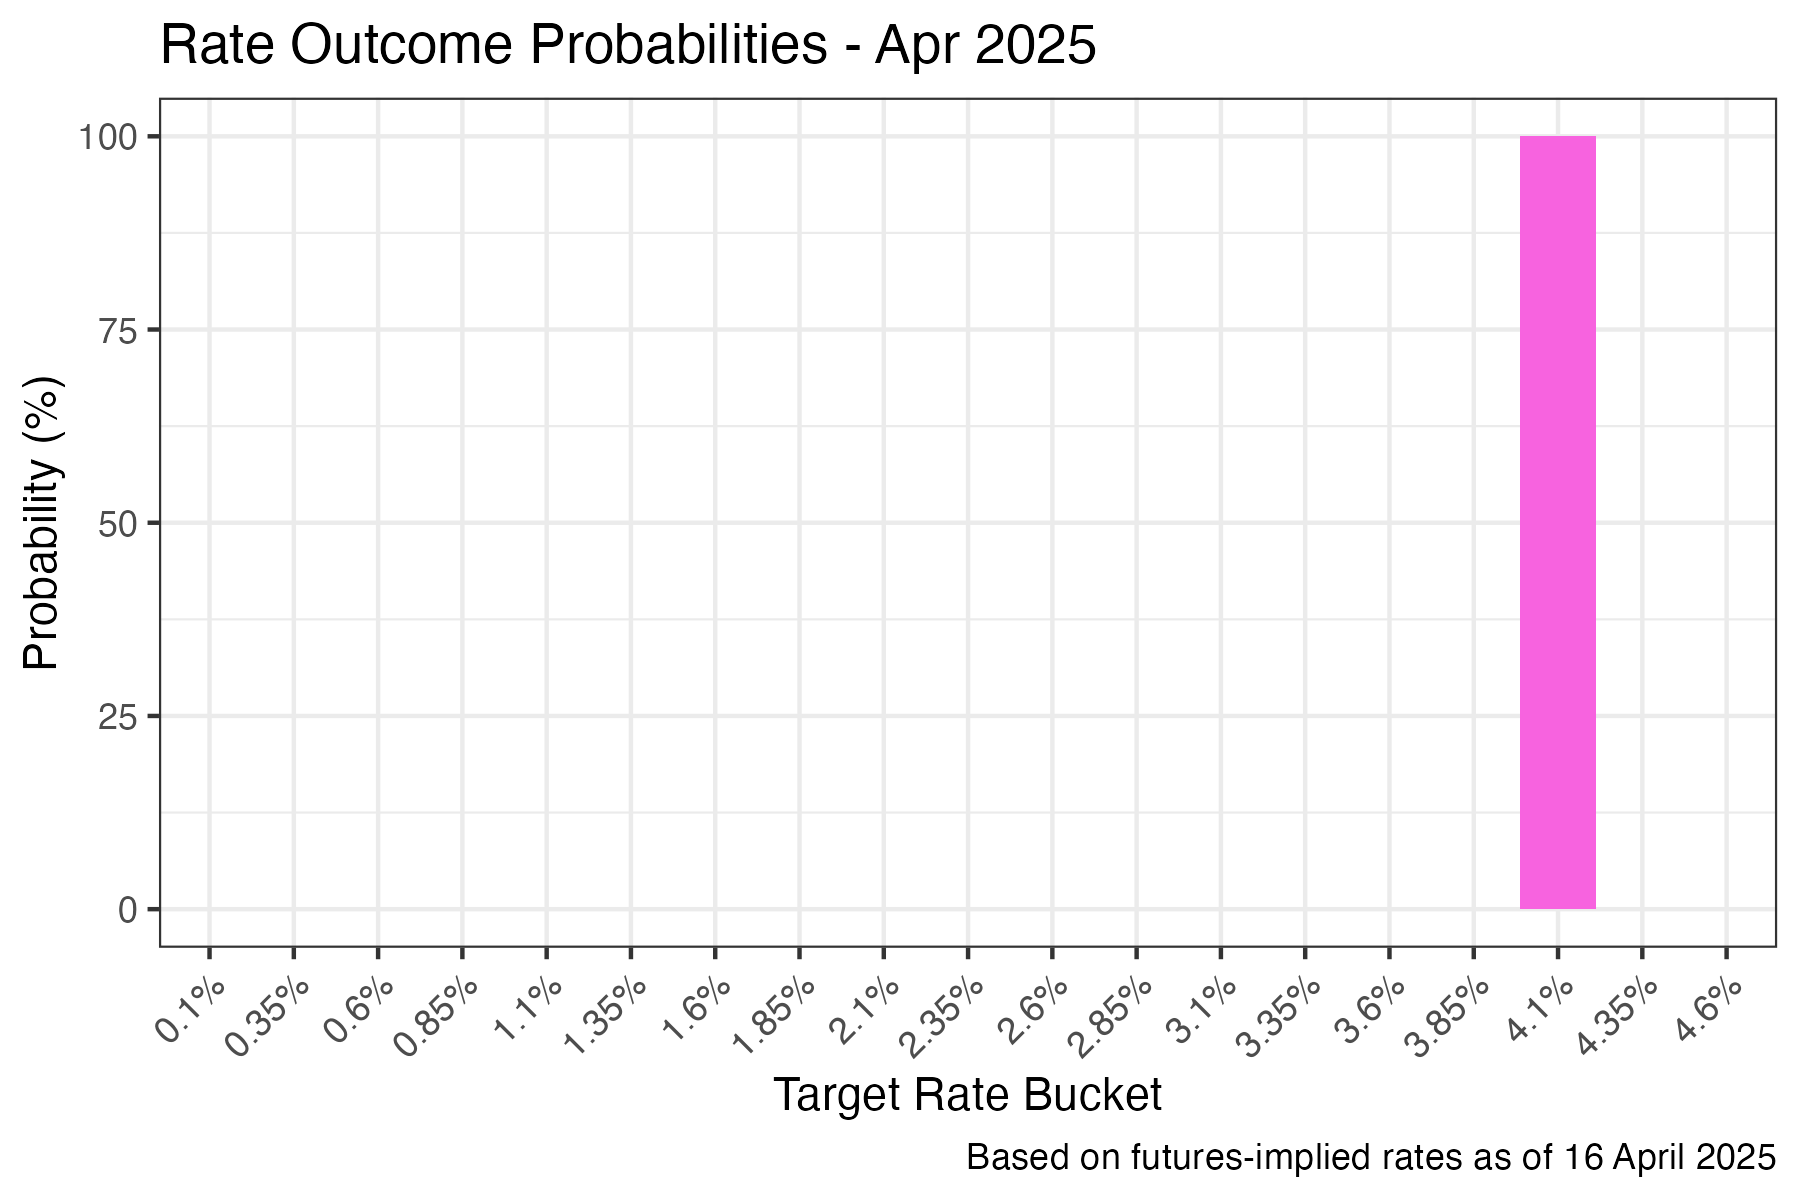 Rate Outcome Probabilities - Apr 2025
Probability (%)
100
75
50
25
0
0.1% 0.35% 0.6% 0.85% 1.1% 1.35% 1.6% 1.85% 2.1% 2.35% 2.6% 2.85% 3.1% 3.35% 3.6% 3.85% 4.1% 4.35% 4.6%
Target Rate Bucket
Based on futures-implied rates as of 16 April 2025